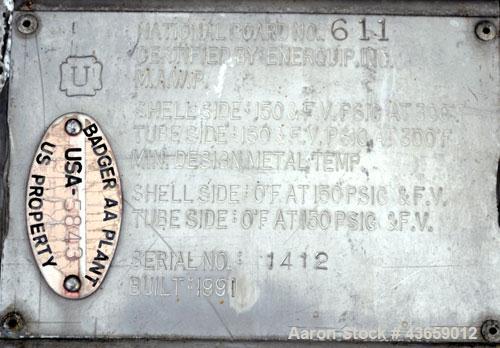 NATIONAL BOARD NO. 611
CERTIFIED BY ENERQUIP, INC.
M.A.W.P.
U
SHELL SIDE: 150 & F.V. PSIG AT 300°F
TUBE SIDE: 150 & F.V. PSIG AT 300°F
MIN. DESIGN METAL TEMP.
SHELL SIDE: 0°F AT 150 PSIG & F.V.
TUBE SIDE: 0°F AT 150 PSIG & F.V.
SERIAL NO.: 1412
BUILT: 1991
BADGER AA PLANT
USA-5843
US PROPERTY
Aaron Stock # 43659012